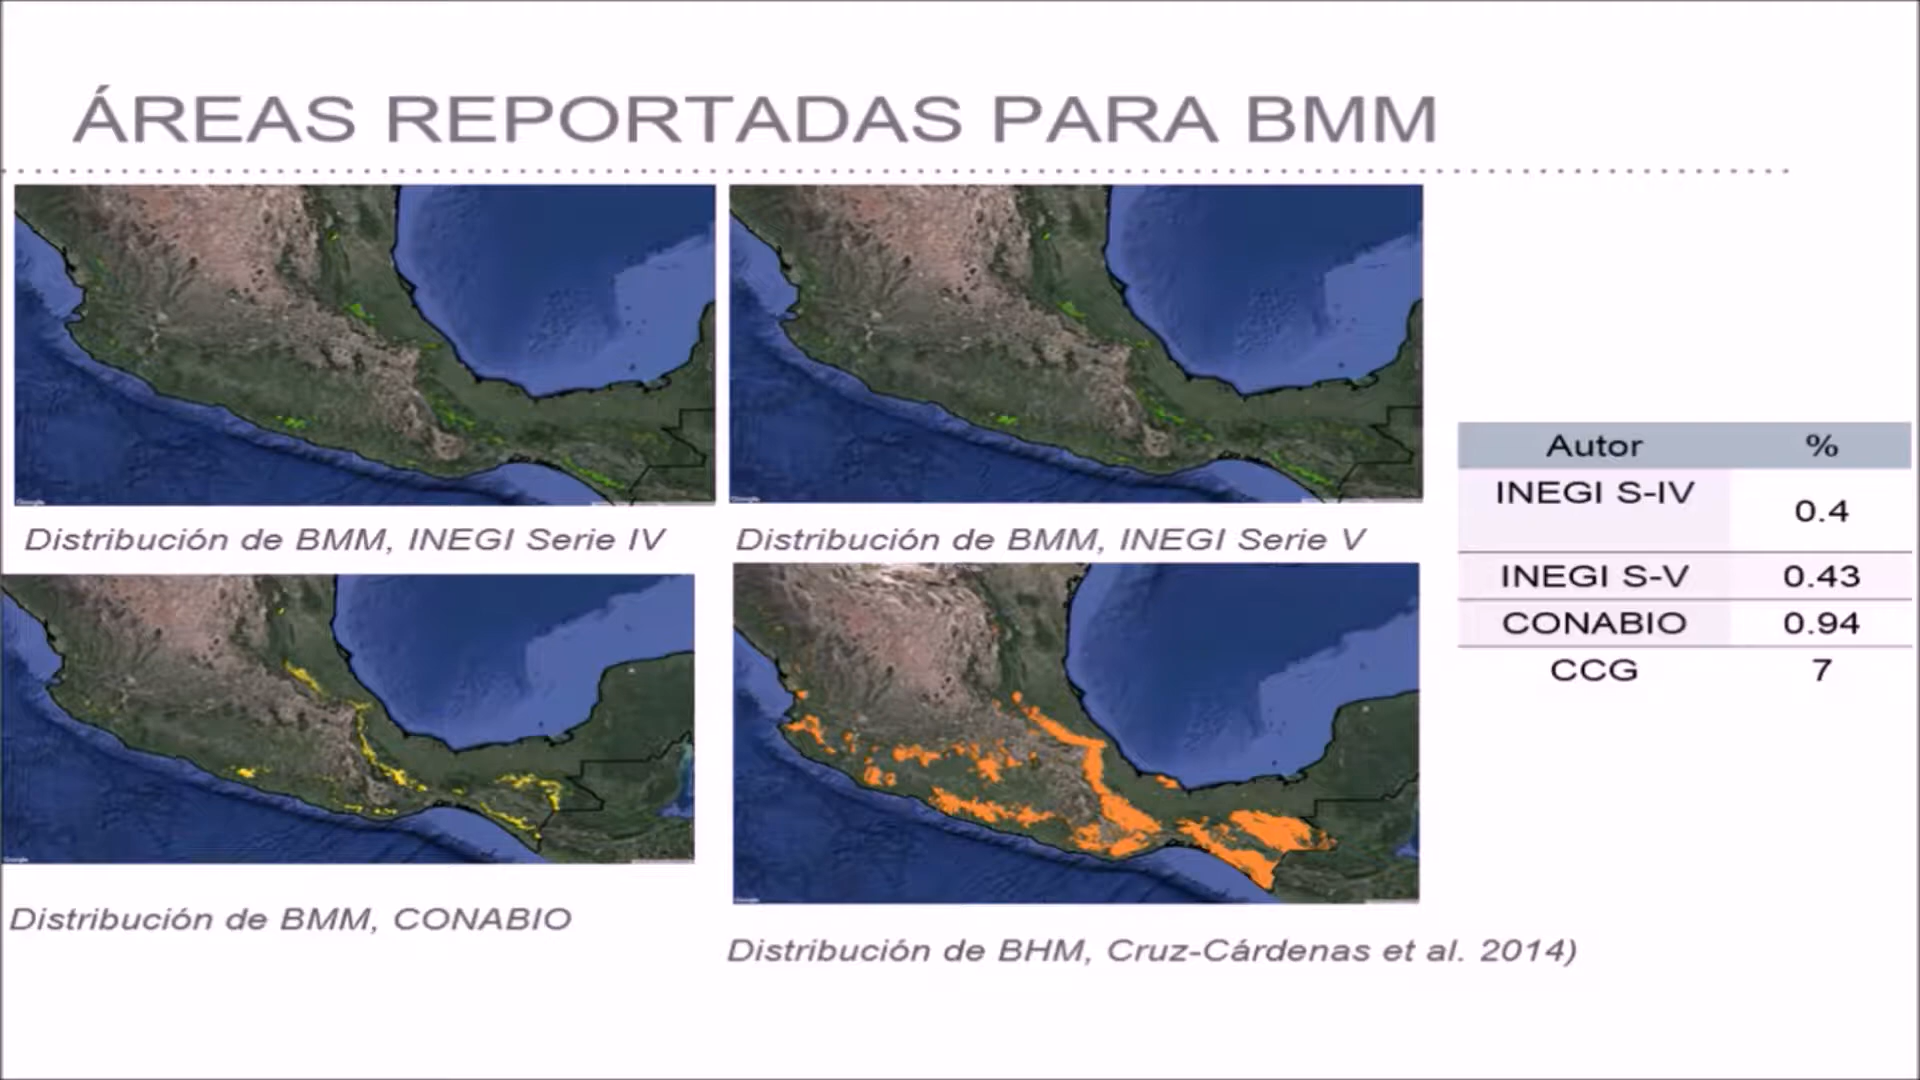 ÁREAS REPORTADAS PARA BMM
Distribución de BMM, INEGI Serie IV
Distribución de BMM, INEGI Serie V
Distribución de BMM, CONABIO
Distribución de BHM, Cruz-Cárdenas et al. 2014)
Autor %
INEGI S-IV 0.4
INEGI S-V 0.43
CONABIO 0.94
CCG 7